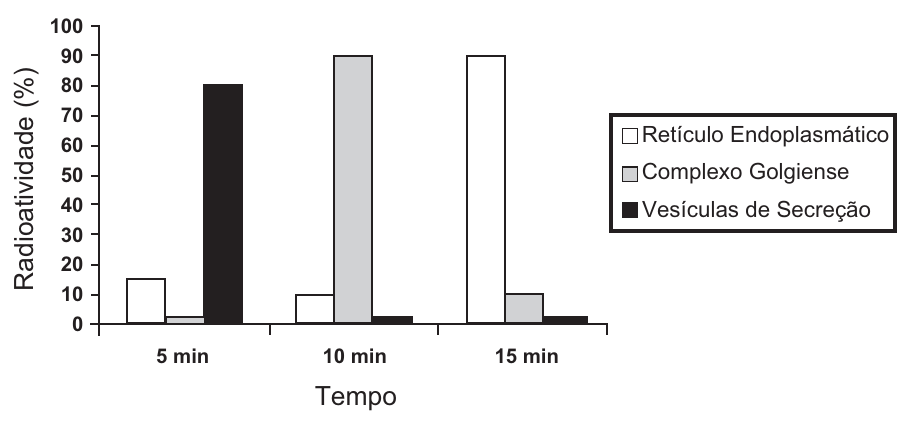 100
90
80
70
60
50
40
30
20
10
0
Radioatividade (%)
5 min
10 min
15 min
Tempo
Retículo Endoplasmático
Complexo Golgiense
Vesículas de Secreção